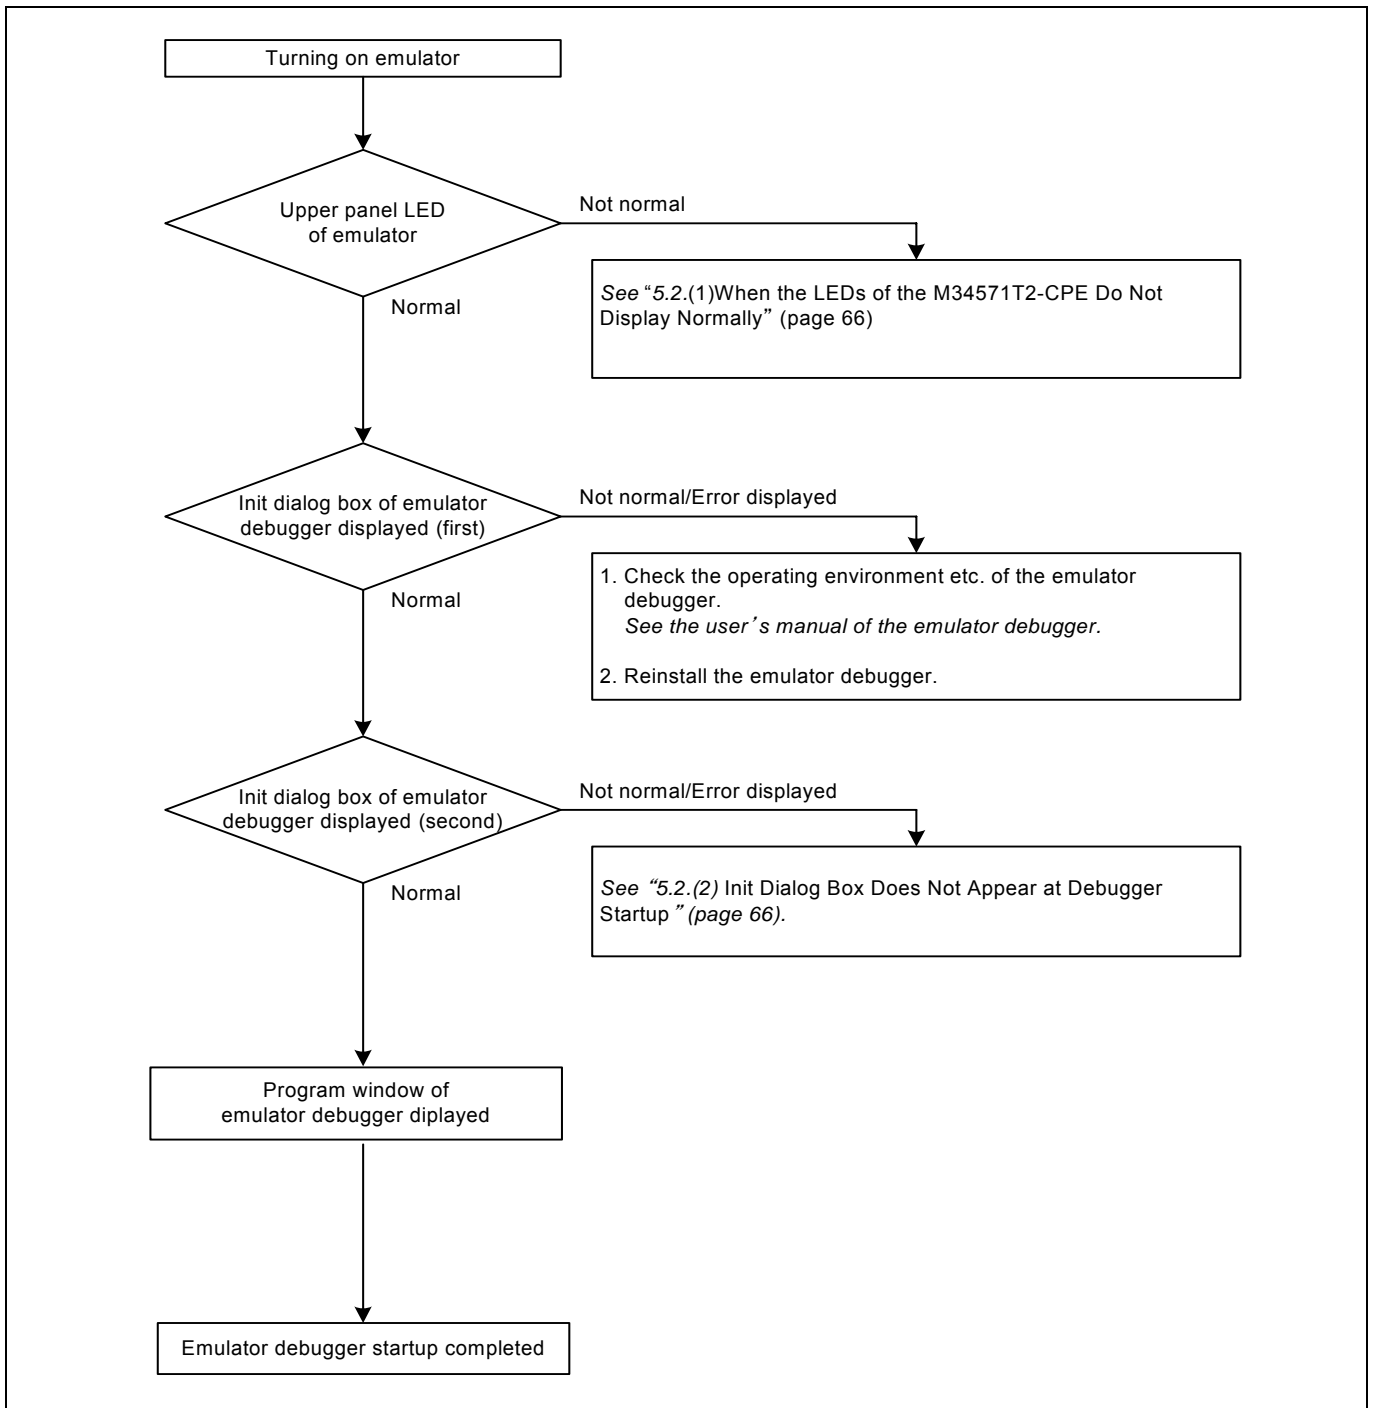 Turning on emulator
Upper panel LED
of emulator
Not normal
Normal
See “5.2.(1)When the LEDs of the M34571T2-CPE Do Not
Display Normally” (page 66)
Init dialog box of emulator
debugger displayed (first)
Not normal/Error displayed
Normal
1. Check the operating environment etc. of the emulator
debugger.
See the user’s manual of the emulator debugger.
2. Reinstall the emulator debugger.
Init dialog box of emulator
debugger displayed (second)
Not normal/Error displayed
Normal
See “5.2.(2) Init Dialog Box Does Not Appear at Debugger
Startup ” (page 66).
Program window of
emulator debugger diplayed
Emulator debugger startup completed